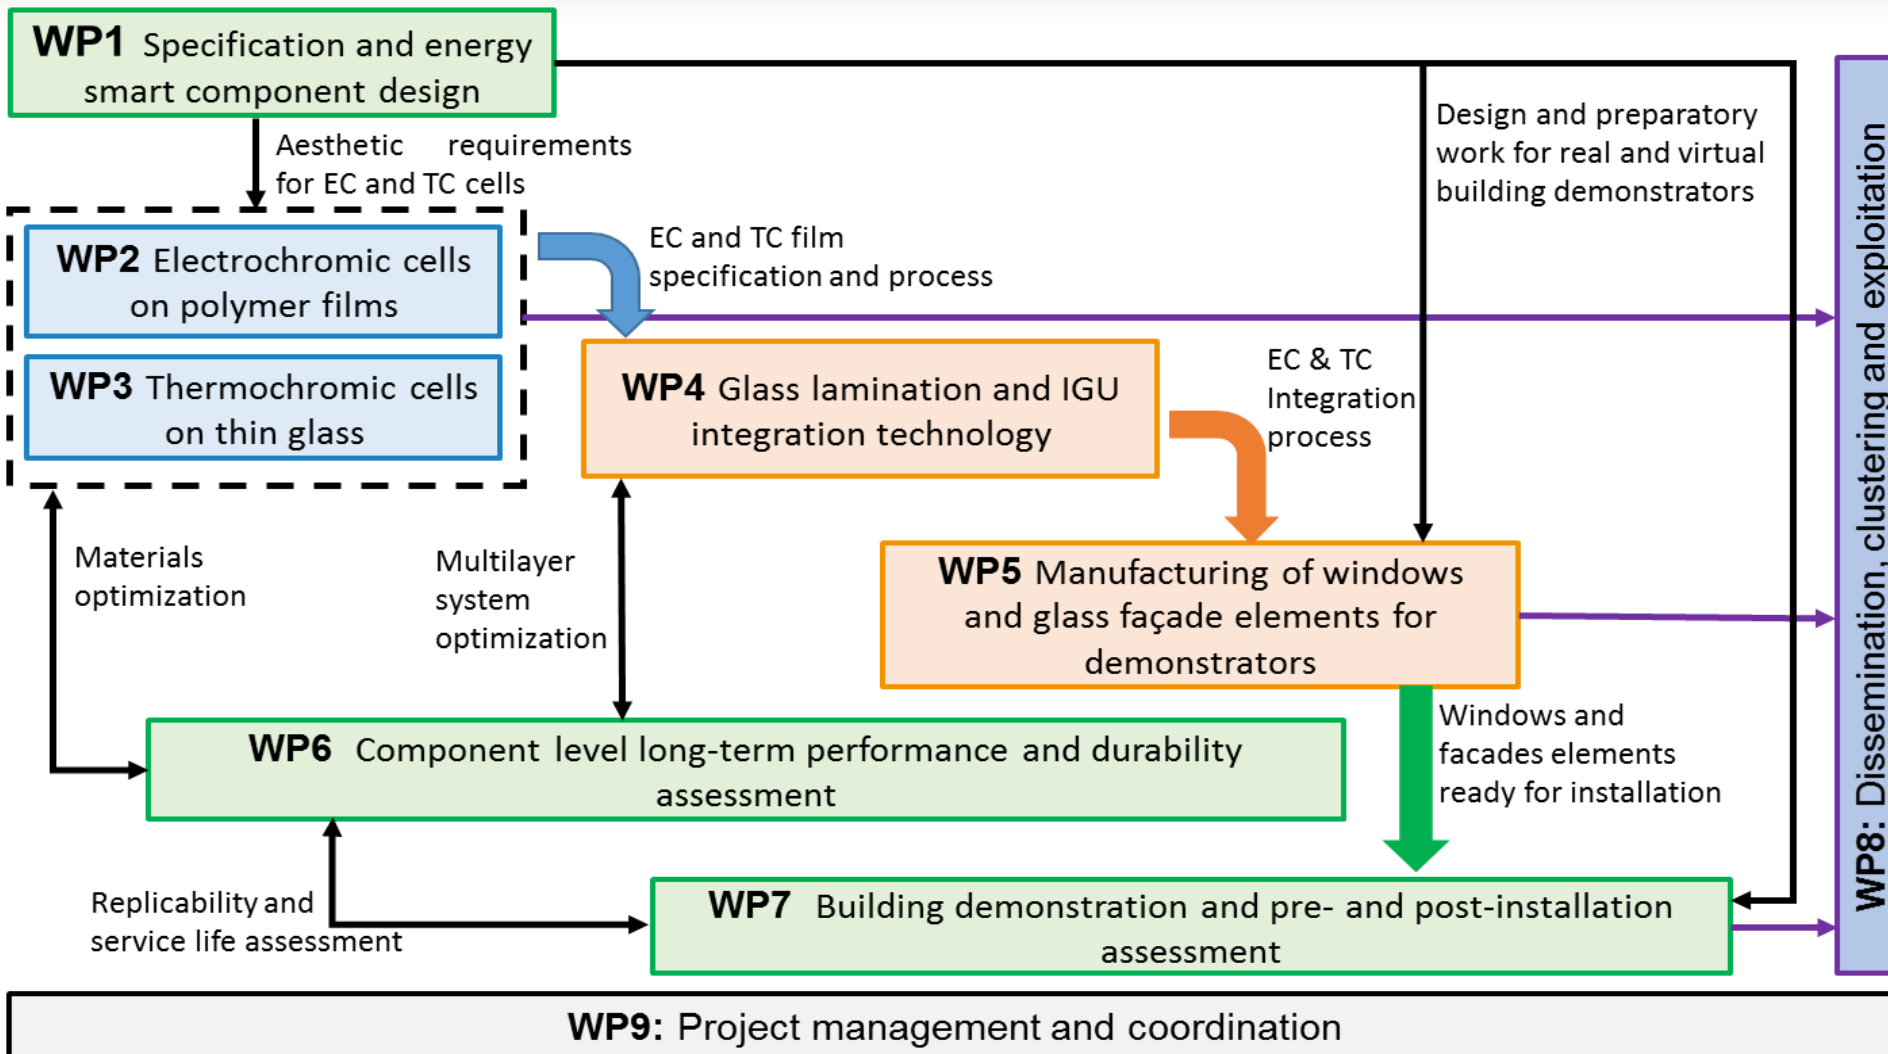 WP1 Specification and energy
smart component design
Aesthetic requirements
for EC and TC cells
Design and preparatory
work for real and virtual
building demonstrators
WP2 Electrochromic cells
on polymer films
EC and TC film
specification and process
WP3 Thermochromic cells
on thin glass
WP4 Glass lamination and IGU
integration technology
EC & TC
Integration
process
Materials
optimization
Multilayer
system
optimization
WP5 Manufacturing of windows
and glass façade elements for
demonstrators
WP6 Component level long-term performance and durability
assessment
Windows and
facades elements
ready for installation
Replicability and
service life assessment
WP7 Building demonstration and pre- and post-installation
assessment
WP8: Dissemination, clustering and exploitation
WP9: Project management and coordination